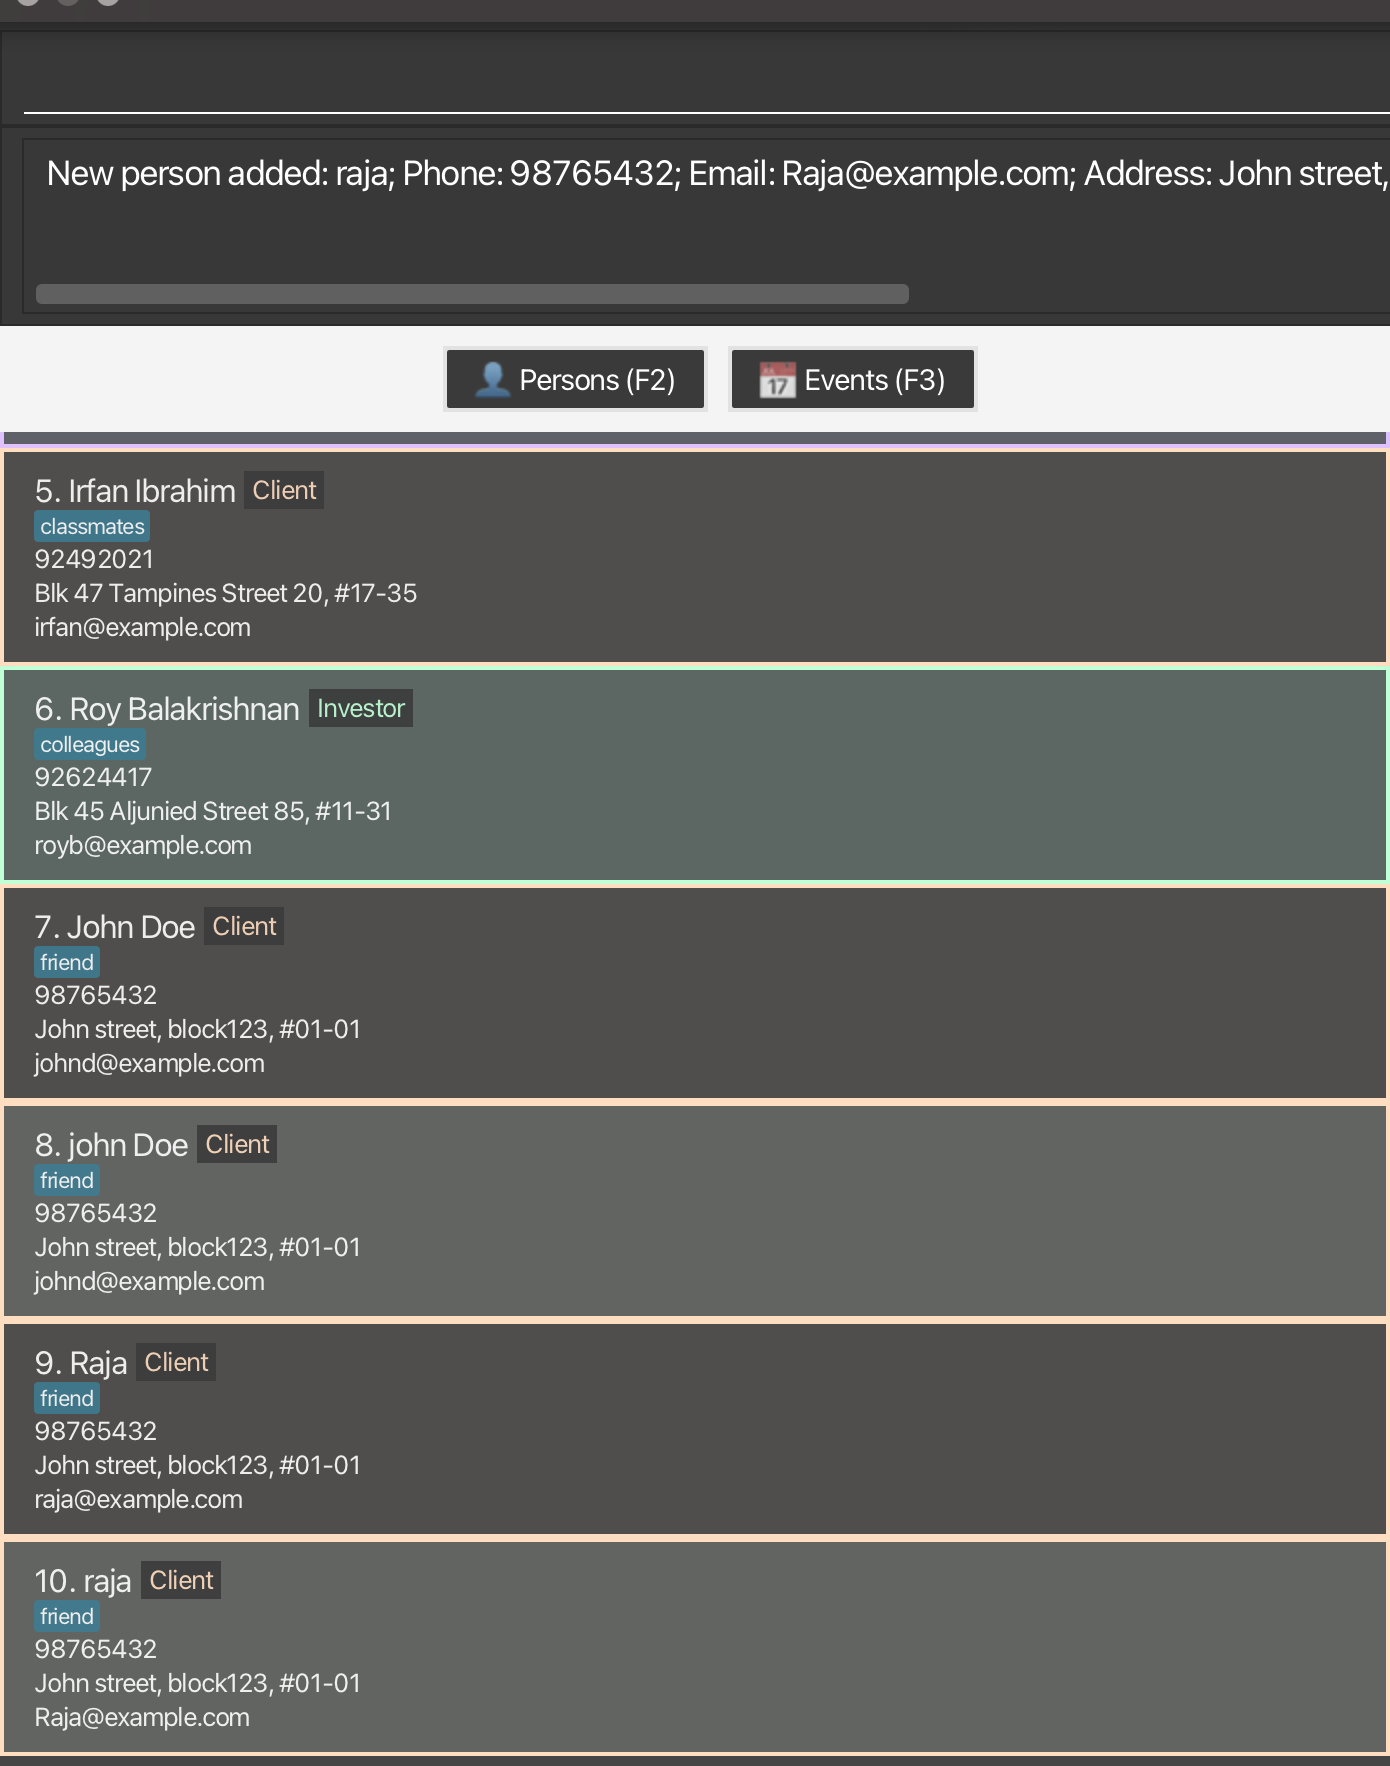 New person added: raja; Phone: 98765432; Email: Raja@example.com; Address: John street,
Persons (F2) Events (F3)
5. Irfan Ibrahim Client
classmates
92492021
Blk 47 Tampines Street 20, #17-35
irfan@example.com
6. Roy Balakrishnan Investor
colleagues
92624417
Blk 45 Aljunied Street 85, #11-31
royb@example.com
7. John Doe Client
friend
98765432
John street, block123, #01-01
johnd@example.com
8. john Doe Client
friend
98765432
John street, block123, #01-01
johnd@example.com
9. Raja Client
friend
98765432
John street, block123, #01-01
raja@example.com
10. raja Client
friend
98765432
John street, block123, #01-01
Raja@example.com